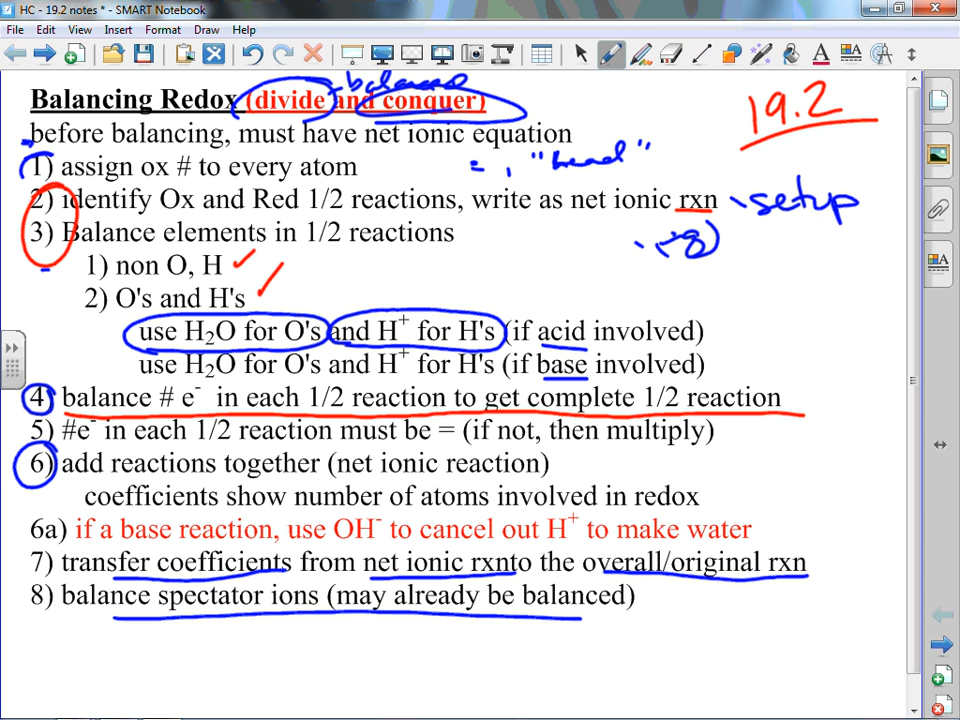 HC - 19.2 notes * - SMART Notebook
File Edit View Insert Format Draw Help
balance
Balancing Redox (divide and conquer)
19.2
before balancing, must have net ionic equation
1) assign ox # to every atom
= , "head"
2) identify Ox and Red 1/2 reactions, write as net ionic rxn
setup
3) Balance elements in 1/2 reactions
1) non O, H
2) O's and H's
use H₂O for O's and H⁺ for H's (if acid involved)
use H₂O for O's and H⁺ for H's (if base involved)
4) balance # e⁻ in each 1/2 reaction to get complete 1/2 reaction
5) #e⁻ in each 1/2 reaction must be = (if not, then multiply)
6) add reactions together (net ionic reaction)
coefficients show number of atoms involved in redox
6a) if a base reaction, use OH⁻ to cancel out H⁺ to make water
7) transfer coefficients from net ionic rxnto the overall/original rxn
8) balance spectator ions (may already be balanced)